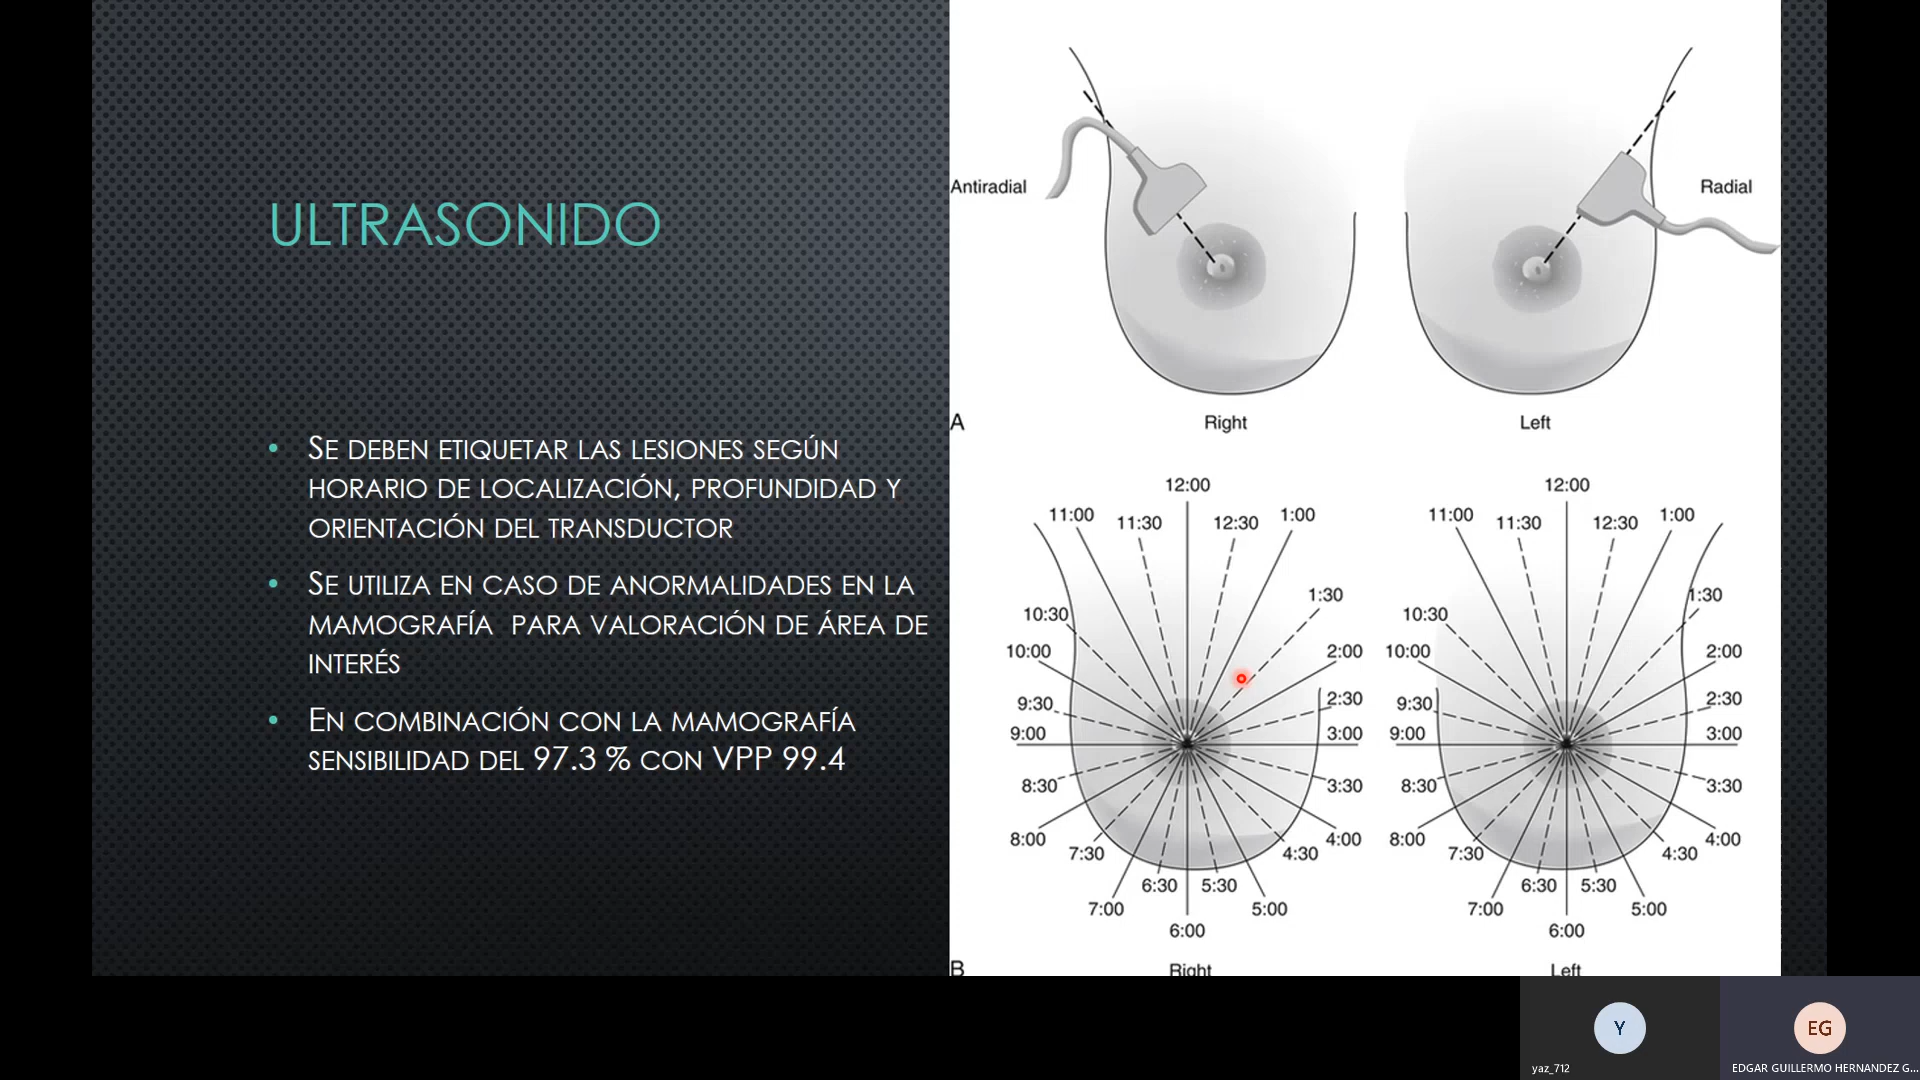 ULTRASONIDO
• SE DEBEN ETIQUETAR LAS LESIONES SEGÚN
HORARIO DE LOCALIZACIÓN, PROFUNDIDAD Y
ORIENTACIÓN DEL TRANSDUCTOR
• SE UTILIZA EN CASO DE ANORMALIDADES EN LA
MAMOGRAFÍA PARA VALORACIÓN DE ÁREA DE
INTERÉS
• EN COMBINACIÓN CON LA MAMOGRAFÍA
SENSIBILIDAD DEL 97.3 % CON VPP 99.4
Antiradial
Radial
A
Right
Left
12:00
11:00
11:30
12:30
1:00
1:30
10:30
10:00
2:00
9:30
2:30
9:00
3:00
8:30
3:30
8:00
4:00
7:30
4:30
6:30
5:30
7:00
5:00
6:00
12:00
11:00
11:30
12:30
1:00
1:30
10:30
10:00
2:00
9:30
2:30
9:00
3:00
8:30
3:30
8:00
4:00
7:30
4:30
6:30
5:30
7:00
5:00
6:00
B
Right
Left
Y
EG
yaz_712
EDGAR GUILLERMO HERNANDEZ G...